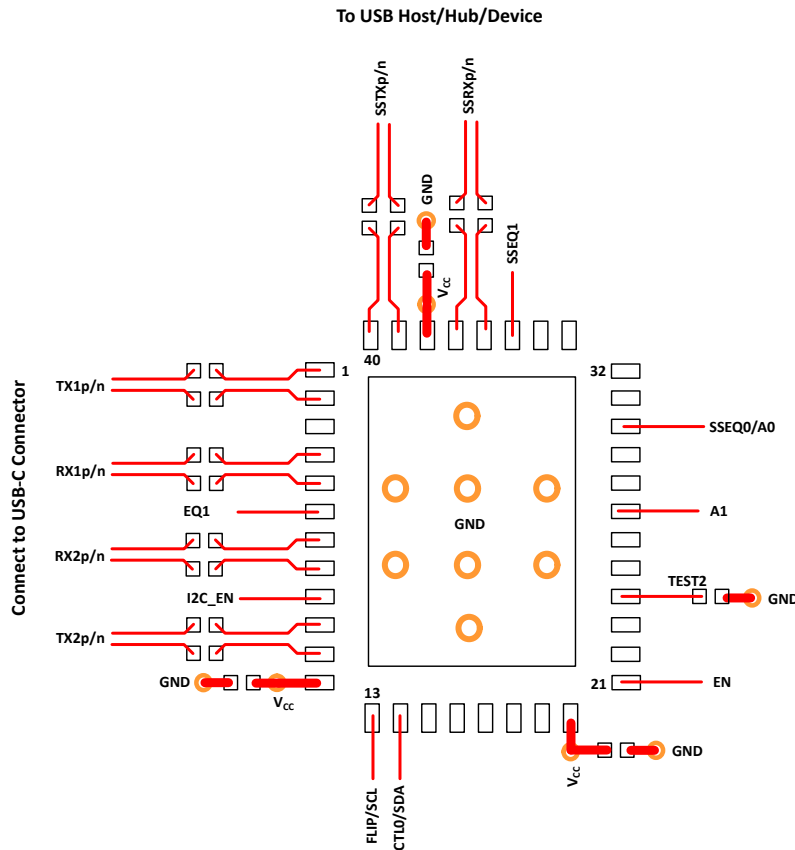 To USB Host/Hub/Device
SSTXp/n
SSRXp/n
GND
SSEQ1
VCC
40
1
32
TX1p/n
SSEQ0/A0
Connect to USB-C Connector
RX1p/n
EQ1
A1
GND
RX2p/n
I2C_EN
TEST2
GND
TX2p/n
GND
VCC
13
21
EN
GND
VCC
FLIP/SCL
CTL0/SDA